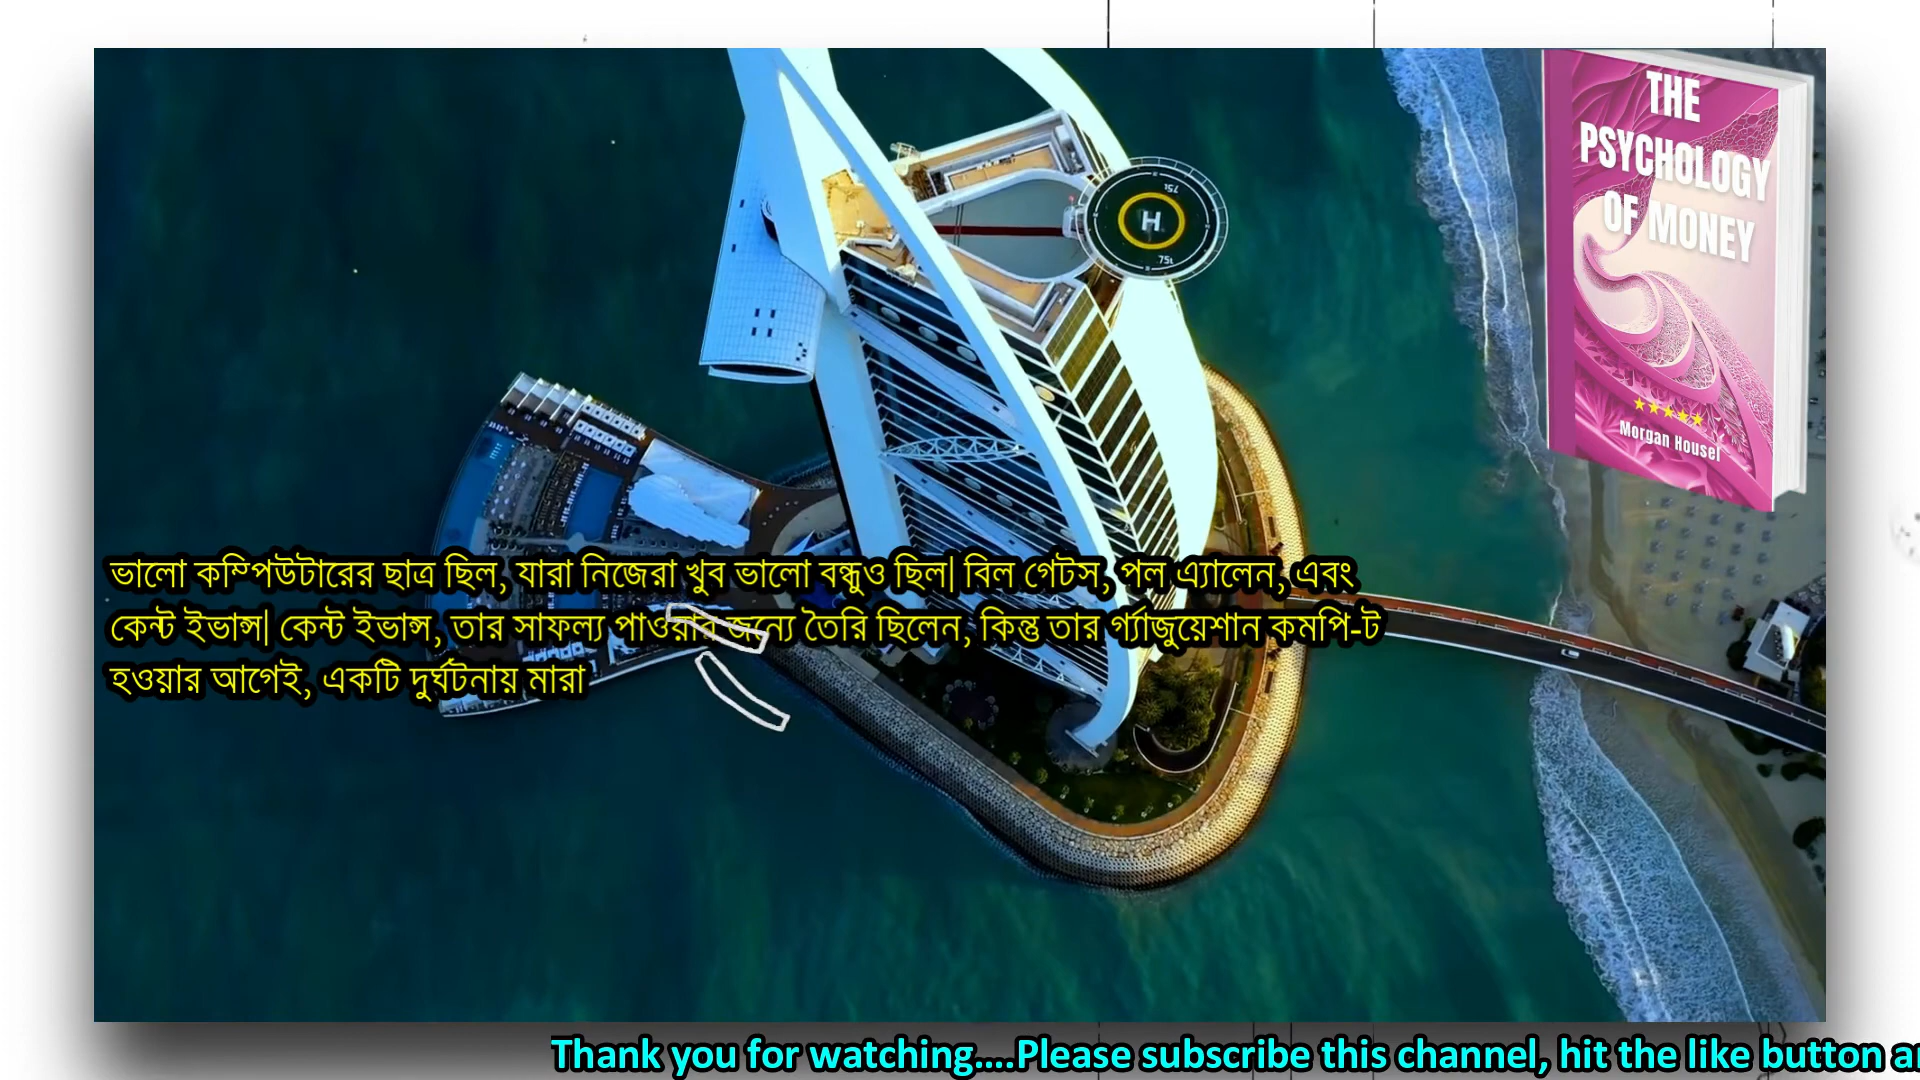 THE
PSYCHOLOGY
OF MONEY
Morgan Housel
H
ভালো কম্পিউটারের ছাত্র ছিল, যারা নিজেরা খুব ভালো বন্ধুও ছিল| বিল গেটস, পল এ্যালেন, এবং
কেন্ট ইভান্স| কেন্ট ইভান্স, তার সাফল্য পাওয়ার জন্যে তৈরি ছিলেন, কিন্তু তার গ্র্যাজুয়েশান কমপি-ট
হওয়ার আগেই, একটি দুর্ঘটনায় মারা
Thank you for watching....Please subscribe this channel, hit the like button